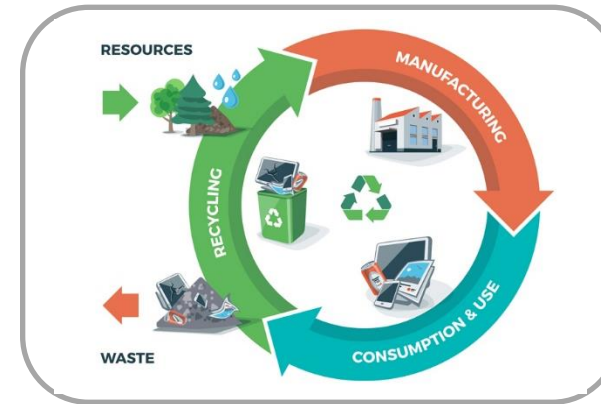 RESOURCES
MANUFACTURING
RECYCLING
CONSUMPTION & USE
WASTE